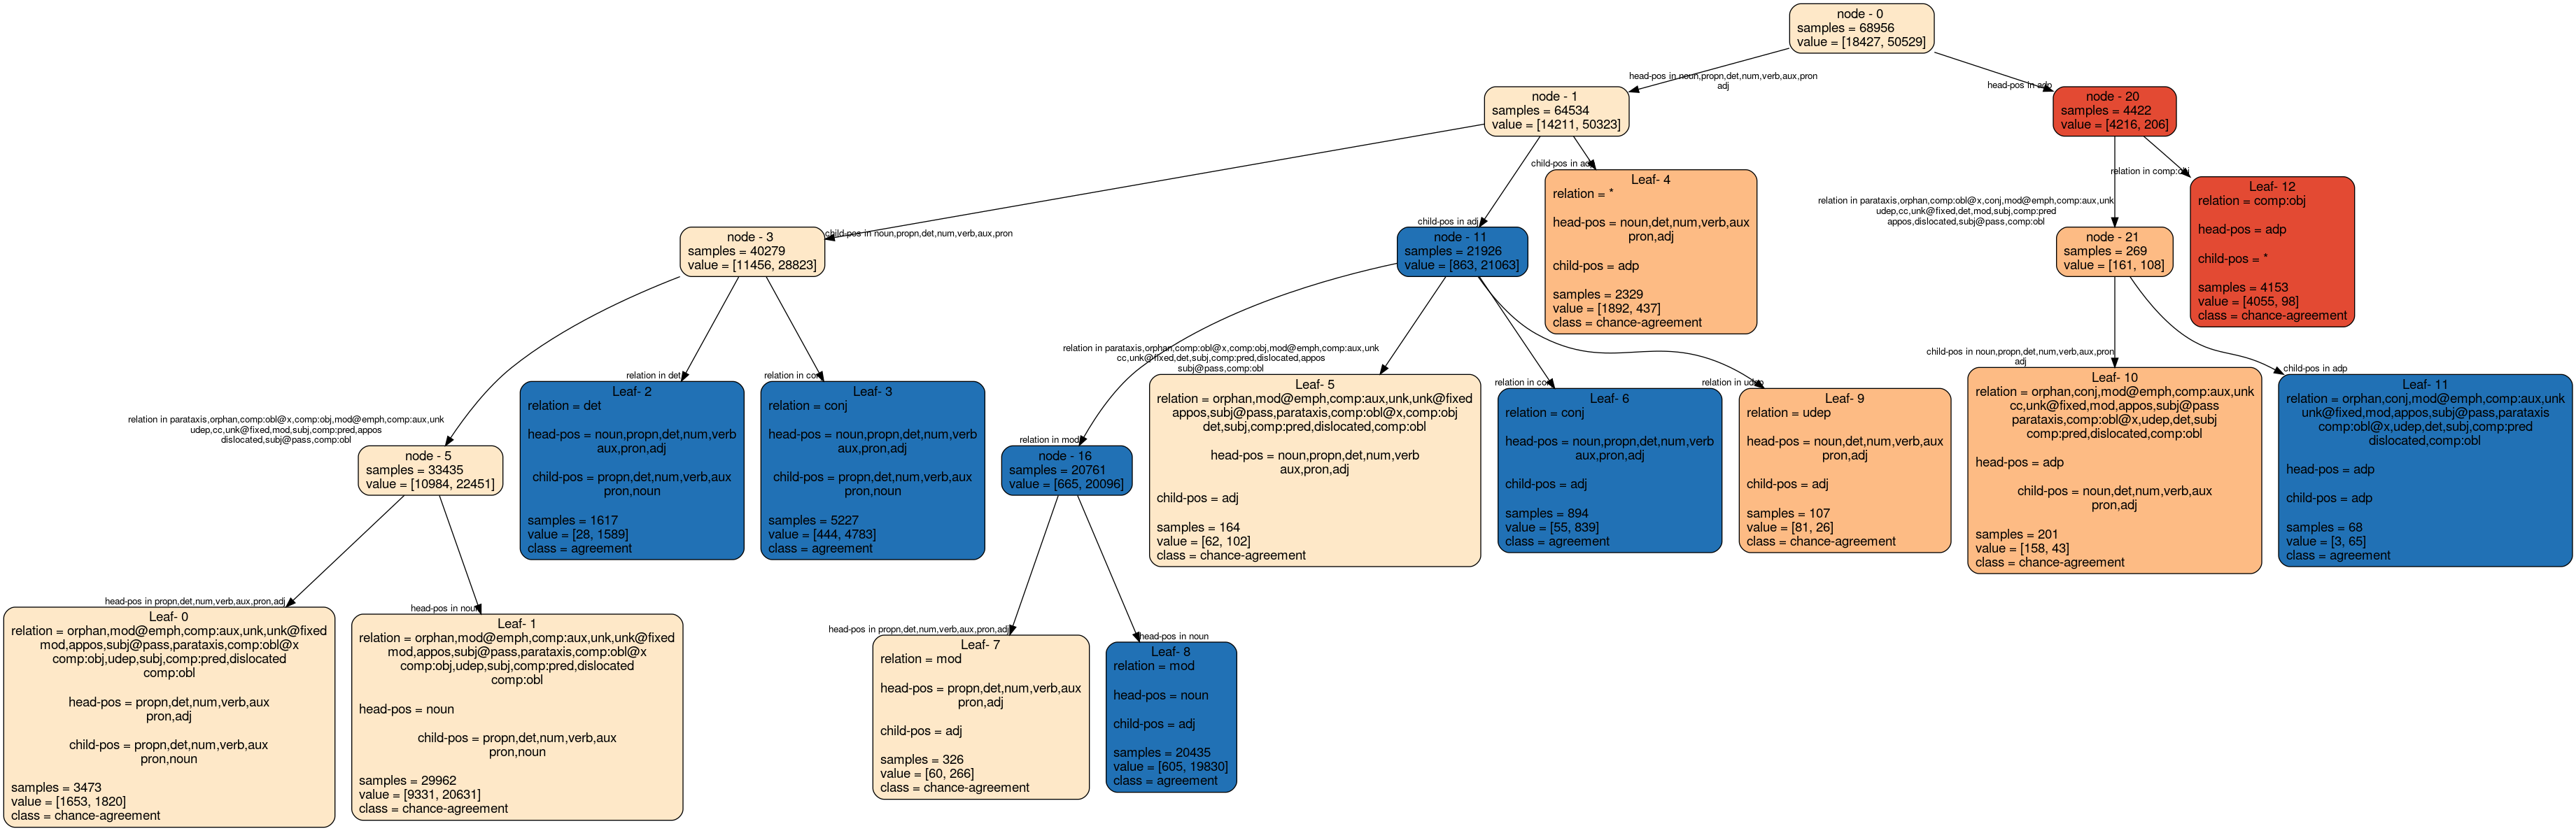 node - 0
samples = 68956
value = [18427, 50529]
head-pos in noun,propn,det,num,verb,aux,pron
adj
head-pos in adp
node - 1
samples = 64534
value = [14211, 50323]
node - 20
samples = 4422
value = [4216, 206]
child-pos in noun,propn,det,num,verb,aux,pron
child-pos in adj
child-pos in
relation in parataxis,orphan,comp:obl@x,conj,mod@emph,comp:aux,unk
udep,cc,unk@fixed,det,mod,subj,comp:pred
appos,dislocated,subj@pass,comp:obl
relation in comp:obj
node - 3
samples = 40279
value = [11456, 28823]
node - 11
samples = 21926
value = [863, 21063]
Leaf- 4
relation = *
head-pos = noun,det,num,verb,aux
pron,adj
child-pos = adp
samples = 2329
value = [1892, 437]
class = chance-agreement
node - 21
samples = 269
value = [161, 108]
Leaf- 12
relation = comp:obj
head-pos = adp
child-pos = *
samples = 4153
value = [4055, 98]
class = chance-agreement
relation in parataxis,orphan,comp:obl@x,comp:obj,mod@emph,comp:aux,unk
udep,cc,unk@fixed,mod,subj,comp:pred,appos
dislocated,subj@pass,comp:obl
relation in det
relation in
relation in mod
relation in parataxis,orphan,comp:obl@x,comp:obj,mod@emph,comp:aux,unk
cc,unk@fixed,det,subj,comp:pred,dislocated,appos
subj@pass,comp:obl
relation in
relation in udep
child-pos in noun,propn,det,num,verb,aux,pron
adj
child-pos in adp
node - 5
samples = 33435
value = [10984, 22451]
Leaf- 2
relation = det
head-pos = noun,propn,det,num,verb
aux,pron,adj
child-pos = propn,det,num,verb,aux
pron,noun
samples = 1617
value = [28, 1589]
class = agreement
Leaf- 3
relation = conj
head-pos = noun,propn,det,num,verb
aux,pron,adj
child-pos = propn,det,num,verb,aux
pron,noun
samples = 5227
value = [444, 4783]
class = agreement
node - 16
samples = 20761
value = [665, 20096]
Leaf- 5
relation = orphan,mod@emph,comp:aux,unk,unk@fixed
appos,subj@pass,parataxis,comp:obl@x,comp:obj
det,subj,comp:pred,dislocated,comp:obl
head-pos = noun,propn,det,num,verb
aux,pron,adj
child-pos = adj
samples = 164
value = [62, 102]
class = chance-agreement
Leaf- 6
relation = conj
head-pos = noun,propn,det,num,verb
aux,pron,adj
child-pos = adj
samples = 894
value = [55, 839]
class = agreement
Leaf- 9
relation = udep
head-pos = noun,det,num,verb,aux
pron,adj
child-pos = adj
samples = 107
value = [81, 26]
class = chance-agreement
Leaf- 10
relation = orphan,conj,mod@emph,comp:aux,unk
cc,unk@fixed,mod,appos,subj@pass
parataxis,comp:obl@x,udep,det,subj
comp:pred,dislocated,comp:obl
head-pos = adp
child-pos = noun,det,num,verb,aux
pron,adj
samples = 201
value = [158, 43]
class = chance-agreement
Leaf- 11
relation = orphan,conj,mod@emph,comp:aux,unk
unk@fixed,mod,appos,subj@pass,parataxis
comp:obl@x,udep,det,subj,comp:pred
dislocated,comp:obl
head-pos = adp
child-pos = adp
samples = 68
value = [3, 65]
class = agreement
head-pos in propn,det,num,verb,aux,pron,adj
head-pos in noun
head-pos in propn,det,num,verb,aux,pron,adj
head-pos in noun
Leaf- 0
relation = orphan,mod@emph,comp:aux,unk,unk@fixed
mod,appos,subj@pass,parataxis,comp:obl@x
comp:obj,udep,subj,comp:pred,dislocated
comp:obl
head-pos = propn,det,num,verb,aux
pron,adj
child-pos = propn,det,num,verb,aux
pron,noun
samples = 3473
value = [1653, 1820]
class = chance-agreement
Leaf- 1
relation = orphan,mod@emph,comp:aux,unk,unk@fixed
mod,appos,subj@pass,parataxis,comp:obl@x
comp:obj,udep,subj,comp:pred,dislocated
comp:obl
head-pos = noun
child-pos = propn,det,num,verb,aux
pron,noun
samples = 29962
value = [9331, 20631]
class = chance-agreement
Leaf- 7
relation = mod
head-pos = propn,det,num,verb,aux
pron,adj
child-pos = adj
samples = 326
value = [60, 266]
class = chance-agreement
Leaf- 8
relation = mod
head-pos = noun
child-pos = adj
samples = 20435
value = [605, 19830]
class = agreement